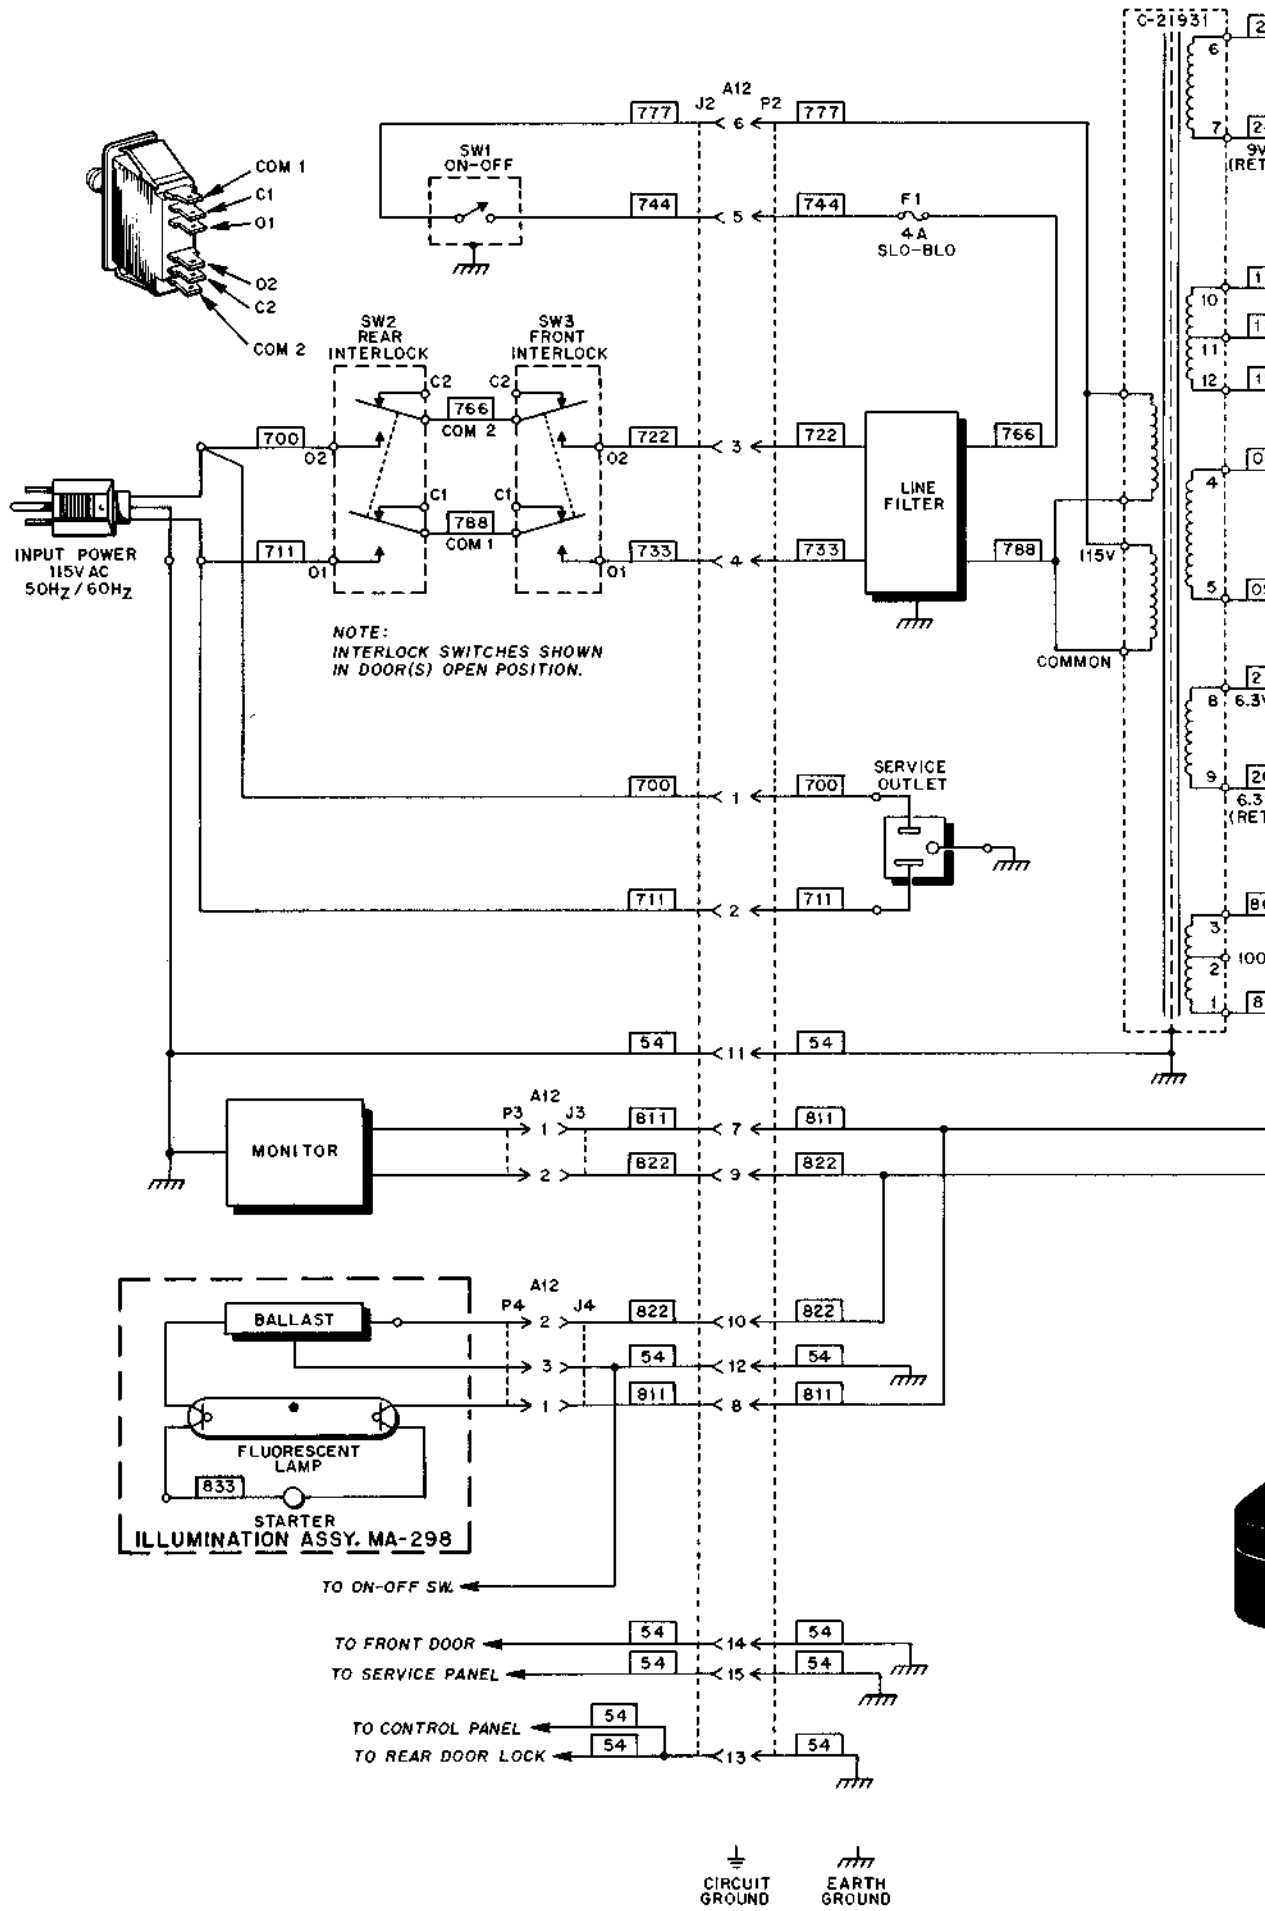 C-21931
6
7
9V
(RET
COM 1
C1
O1
O2
C2
COM 2
SW1
ON-OFF
A12
J2
P2
777
6
777
744
5
744
F1
4A
SLO-BLO
SW2
REAR
INTERLOCK
SW3
FRONT
INTERLOCK
C2
C2
766
COM 2
700
O2
O2
722
3
722
766
LINE
FILTER
C1
C1
788
COM 1
711
O1
O1
733
4
733
788
INPUT POWER
115V AC
50HZ / 60HZ
NOTE:
INTERLOCK SWITCHES SHOWN
IN DOOR(S) OPEN POSITION.
115V
COMMON
10
11
12
4
5
8
6.3V
9
6.3
(RET
3
2
100
1
SERVICE
OUTLET
700
1
700
711
2
711
54
11
54
MONITOR
A12
P3
J3
1
811
7
811
2
822
9
822
A12
P4
J4
BALLAST
2
822
10
822
3
54
12
54
1
811
8
811
FLUORESCENT
LAMP
833
STARTER
ILLUMINATION ASSY. MA-298
TO ON-OFF SW.
TO FRONT DOOR
54
14
54
TO SERVICE PANEL
54
15
54
TO CONTROL PANEL
54
TO REAR DOOR LOCK
54
13
54
CIRCUIT
GROUND
EARTH
GROUND